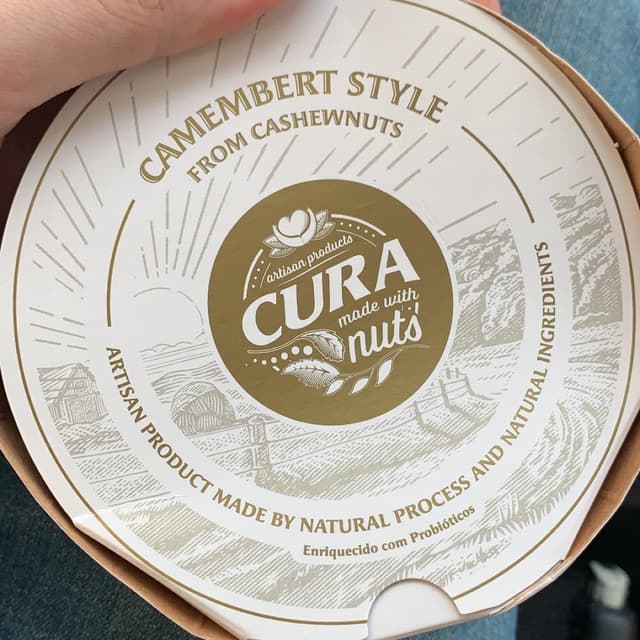 CAMEMBERT STYLE
FROM CASHEWNUTS
artisan products
CURA
made with
nuts
ARTISAN PRODUCT MADE BY NATURAL PROCESS AND NATURAL INGREDIENTS
Enriquecido com Probióticos